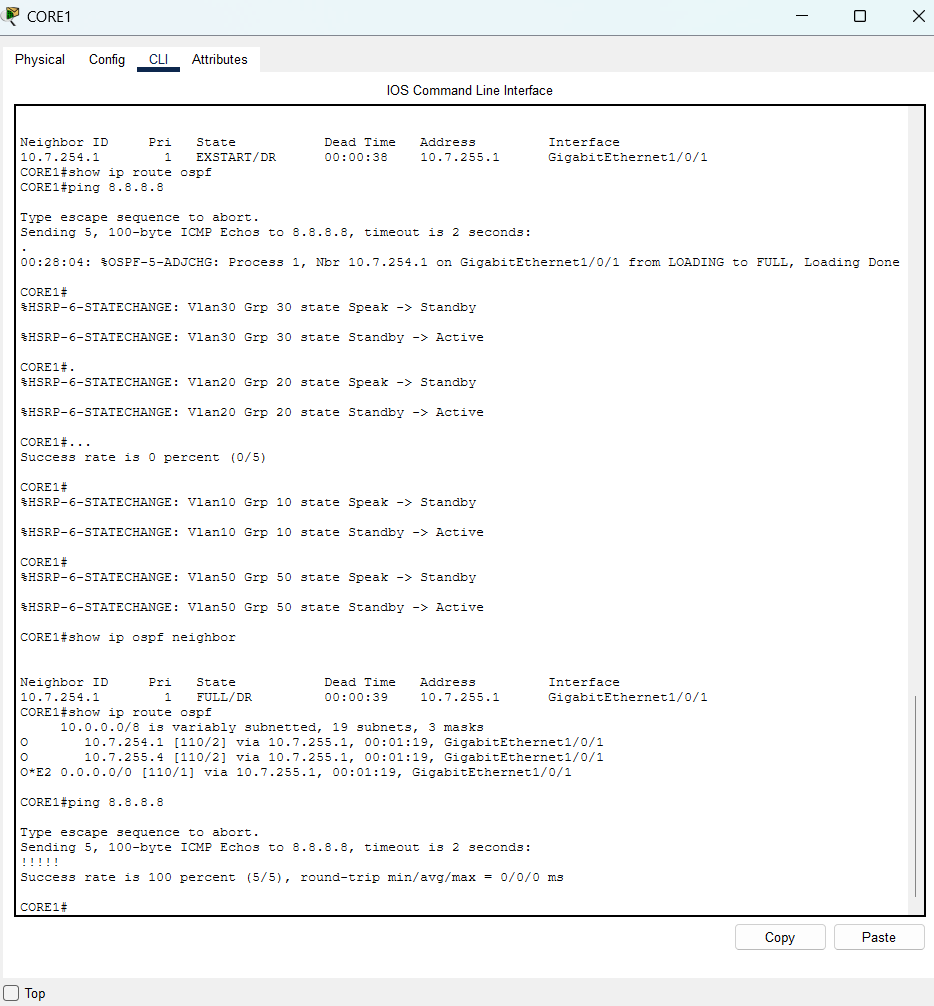 CORE1
Physical Config CLI Attributes
IOS Command Line Interface
Neighbor ID     Pri   State           Dead Time   Address         Interface
10.7.254.1        1   EXSTART/DR      00:00:38    10.7.255.1      GigabitEthernet1/0/1
CORE1#show ip route ospf
CORE1#ping 8.8.8.8
Type escape sequence to abort.
Sending 5, 100-byte ICMP Echos to 8.8.8.8, timeout is 2 seconds:
.
00:28:04: %OSPF-5-ADJCHG: Process 1, Nbr 10.7.254.1 on GigabitEthernet1/0/1 from LOADING to FULL, Loading Done
CORE1#
%HSRP-6-STATECHANGE: Vlan30 Grp 30 state Speak -> Standby
%HSRP-6-STATECHANGE: Vlan30 Grp 30 state Standby -> Active
CORE1#.
%HSRP-6-STATECHANGE: Vlan20 Grp 20 state Speak -> Standby
%HSRP-6-STATECHANGE: Vlan20 Grp 20 state Standby -> Active
CORE1#...
Success rate is 0 percent (0/5)
CORE1#
%HSRP-6-STATECHANGE: Vlan10 Grp 10 state Speak -> Standby
%HSRP-6-STATECHANGE: Vlan10 Grp 10 state Standby -> Active
CORE1#
%HSRP-6-STATECHANGE: Vlan50 Grp 50 state Speak -> Standby
%HSRP-6-STATECHANGE: Vlan50 Grp 50 state Standby -> Active
CORE1#show ip ospf neighbor
Neighbor ID     Pri   State           Dead Time   Address         Interface
10.7.254.1        1   FULL/DR         00:00:39    10.7.255.1      GigabitEthernet1/0/1
CORE1#show ip route ospf
     10.0.0.0/8 is variably subnetted, 19 subnets, 3 masks
O       10.7.254.1 [110/2] via 10.7.255.1, 00:01:19, GigabitEthernet1/0/1
O       10.7.255.4 [110/2] via 10.7.255.1, 00:01:19, GigabitEthernet1/0/1
O*E2 0.0.0.0/0 [110/1] via 10.7.255.1, 00:01:19, GigabitEthernet1/0/1
CORE1#ping 8.8.8.8
Type escape sequence to abort.
Sending 5, 100-byte ICMP Echos to 8.8.8.8, timeout is 2 seconds:
!!!!!
Success rate is 100 percent (5/5), round-trip min/avg/max = 0/0/0 ms
CORE1#
Copy Paste
Top